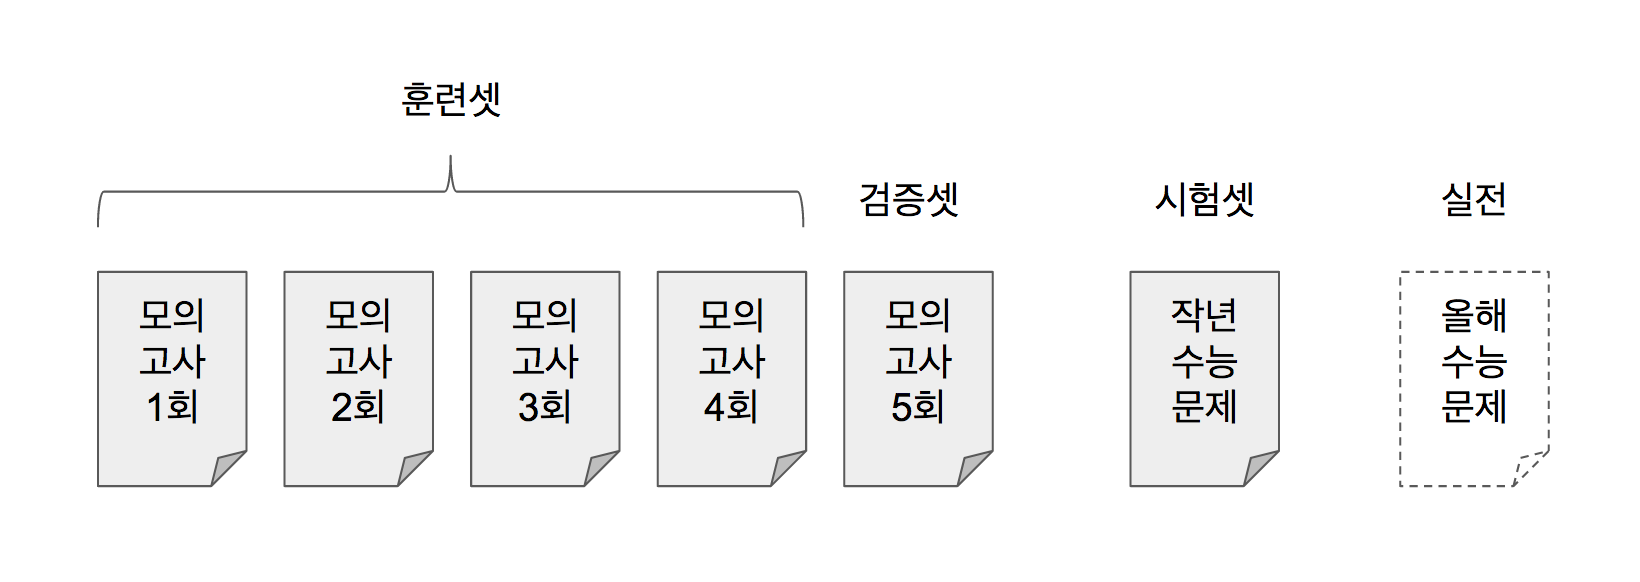 훈련셋
검증셋
시험셋
실전
모의
고사
1회
모의
고사
2회
모의
고사
3회
모의
고사
4회
모의
고사
5회
작년
수능
문제
올해
수능
문제